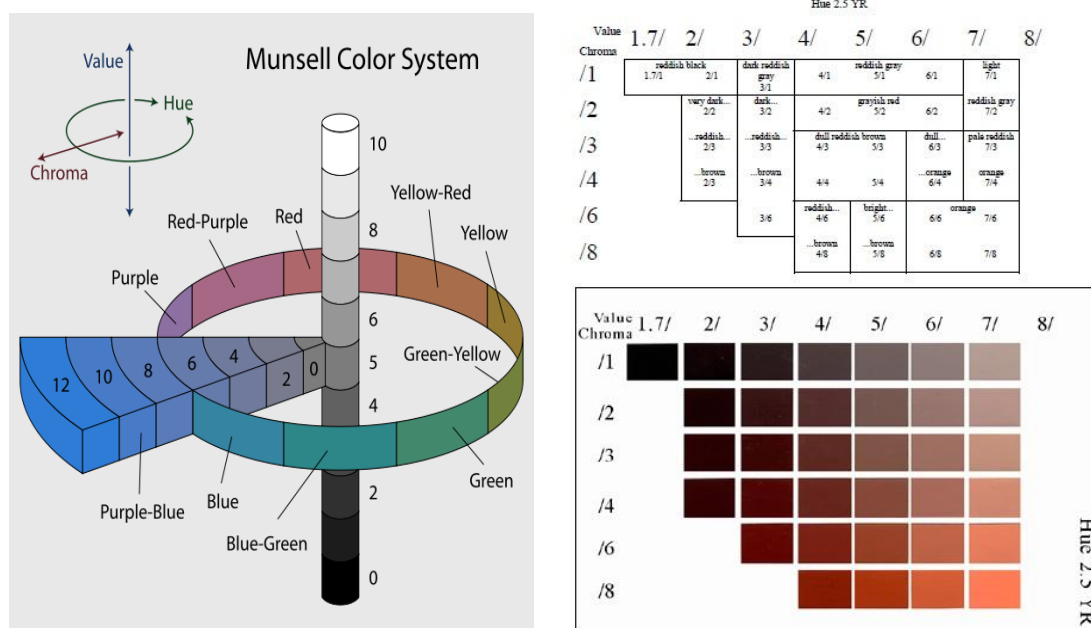 Munsell Color System
Value
Hue
Chroma
10
8
6
5
4
2
0
Red-Purple
Red
Yellow-Red
Yellow
Purple
Green-Yellow
12 10 8 6 4 2 0
Green
Blue
Purple-Blue
Blue-Green
Hue 2.5 YR
Value 1.7/ 2/ 3/ 4/ 5/ 6/ 7/ 8/
Chroma
/1 reddish black dark reddish gray reddish gray light
1.7/1 2/1 3/1 4/1 5/1 6/1 7/1
/2 very dark... dark... grayish red reddish gray
2/2 3/2 4/2 5/2 6/2 7/2
/3 ...reddish... ...reddish... dull reddish brown dull... pale reddish
2/3 3/3 4/3 5/3 6/3 7/3
/4 ...brown ...brown ...orange orange
2/3 3/4 4/4 5/4 6/4 7/4
/6 reddish... bright... orange
3/6 4/6 5/6 6/6 7/6
/8 ...brown ...brown
4/8 5/8 6/8 7/8
Value 1.7/ 2/ 3/ 4/ 5/ 6/ 7/ 8/
Chroma
/1
/2
/3
/4
/6
/8
Hue 2.5 YR